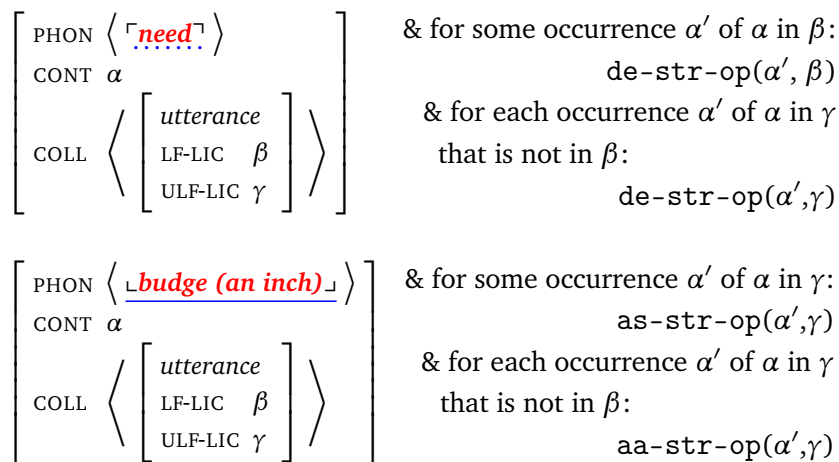 PHON ⟨ ⌜need⌝ ⟩ & for some occurrence α′ of α in β:
CONT α de-str-op(α′, β)
& for each occurrence α′ of α in γ
utterance
COLL ⟨ LF-LIC β ⟩ that is not in β:
ULF-LIC γ de-str-op(α′,γ)
PHON ⟨ ⌞budge (an inch)⌟ ⟩ & for some occurrence α′ of α in γ:
CONT α as-str-op(α′,γ)
utterance & for each occurrence α′ of α in γ
COLL ⟨ LF-LIC β ⟩ that is not in β:
ULF-LIC γ aa-str-op(α′,γ)